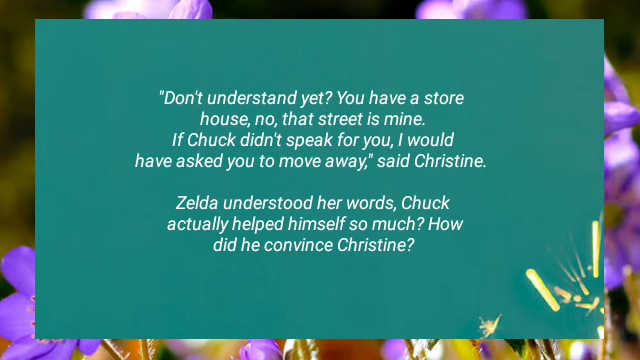 "Don't understand yet? You have a store
house, no, that street is mine.
If Chuck didn't speak for you, I would
have asked you to move away," said Christine.
Zelda understood her words, Chuck
actually helped himself so much? How
did he convince Christine?